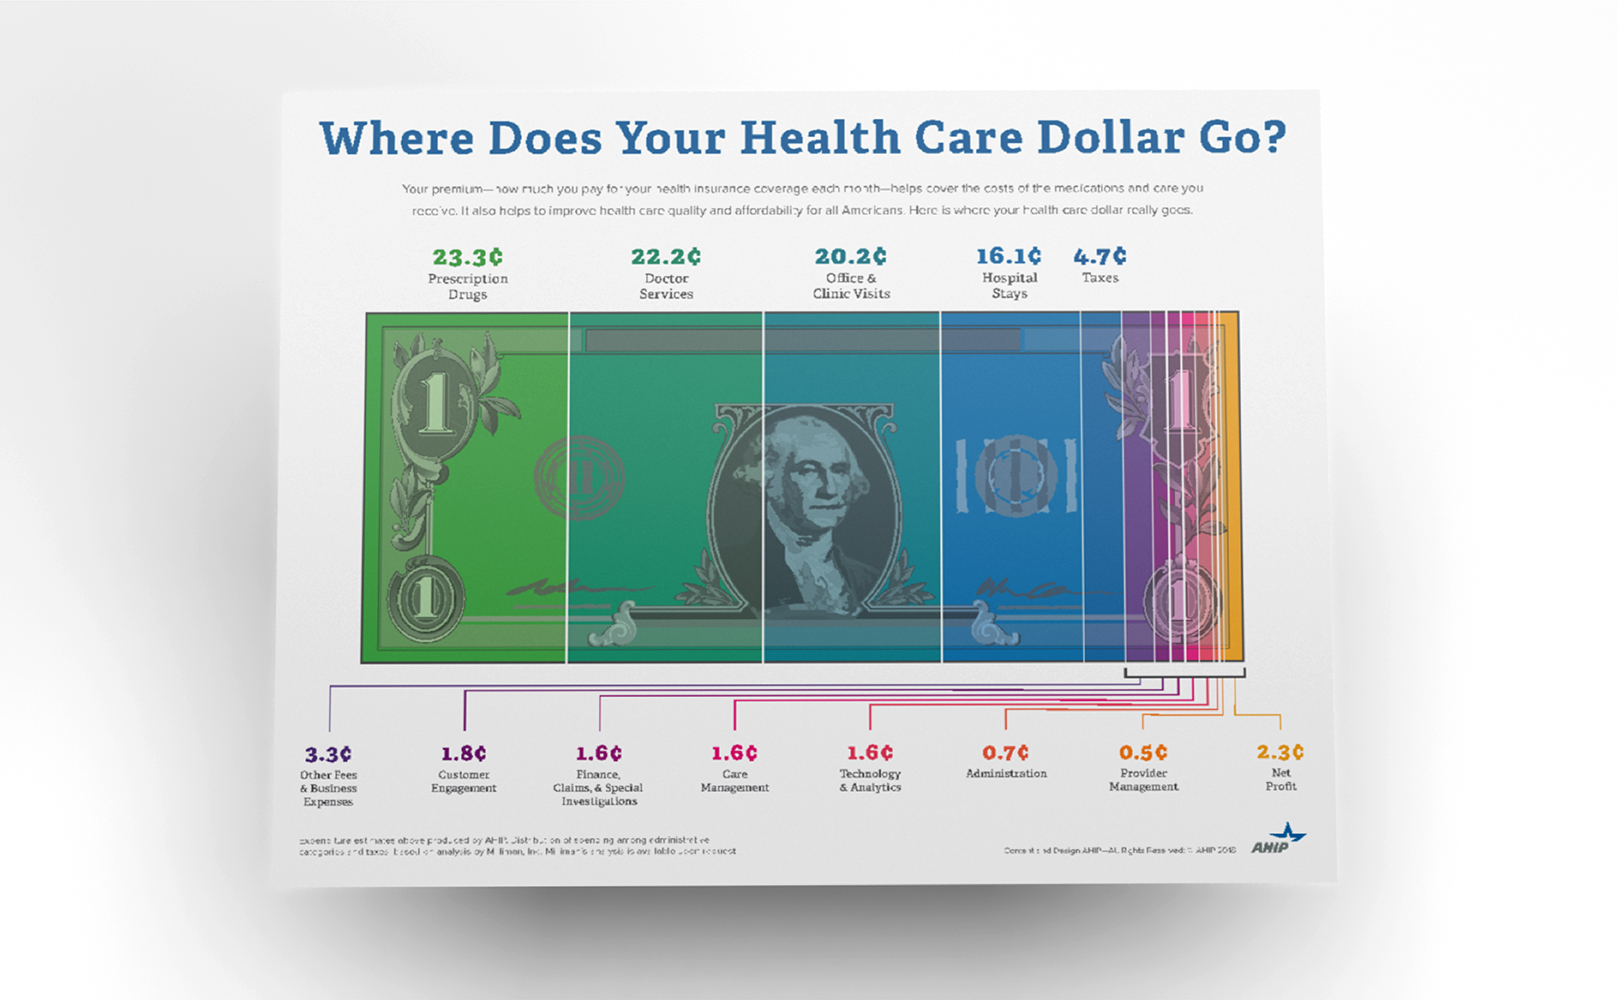 Where Does Your Health Care Dollar Go?
Your premium—how much you pay for your health insurance coverage each month—helps cover the costs of the medications and care you
receive. It also helps to improve health care quality and affordability for all Americans. Here is where your health care dollar really goes.
23.3¢ 22.2¢ 20.2¢ 16.1¢ 4.7¢
Prescription Doctor Office & Hospital Taxes
Drugs Services Clinic Visits Stays
1 1
1 1
3.3¢ 1.8¢ 1.6¢ 1.6¢ 1.6¢ 0.7¢ 0.5¢ 2.3¢
Other Fees Customer Finance, Care Technology Administration Provider Net
& Business Engagement Claims, & Special Management & Analytics Management Profit
Expenses Investigations
Expenditure estimates above produced by AHIP. Distribution of spending among administrative
categories and taxes based on analysis by Milliman, Inc. Milliman's analysis is available upon request
Content and Design AHIP—All Rights Reserved: © AHIP 2018
AHIP